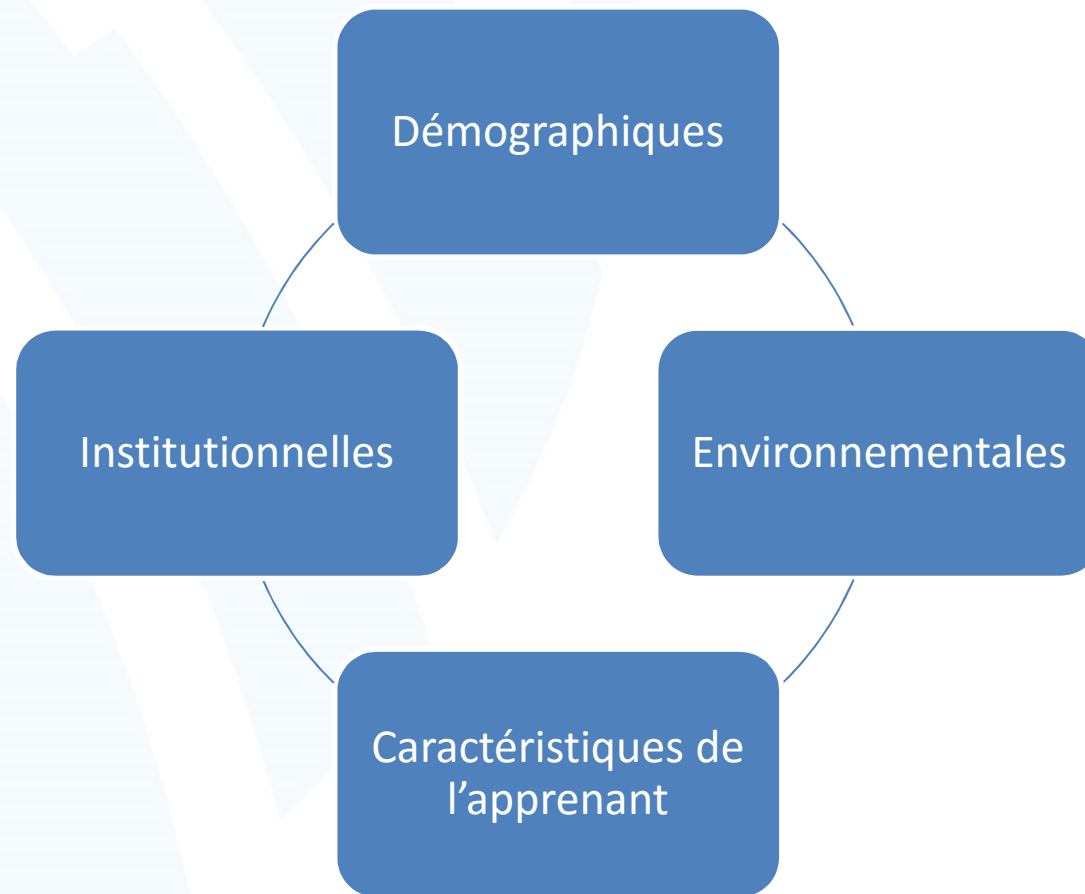 Démographiques
Institutionnelles
Environnementales
Caractéristiques de
l’apprenant